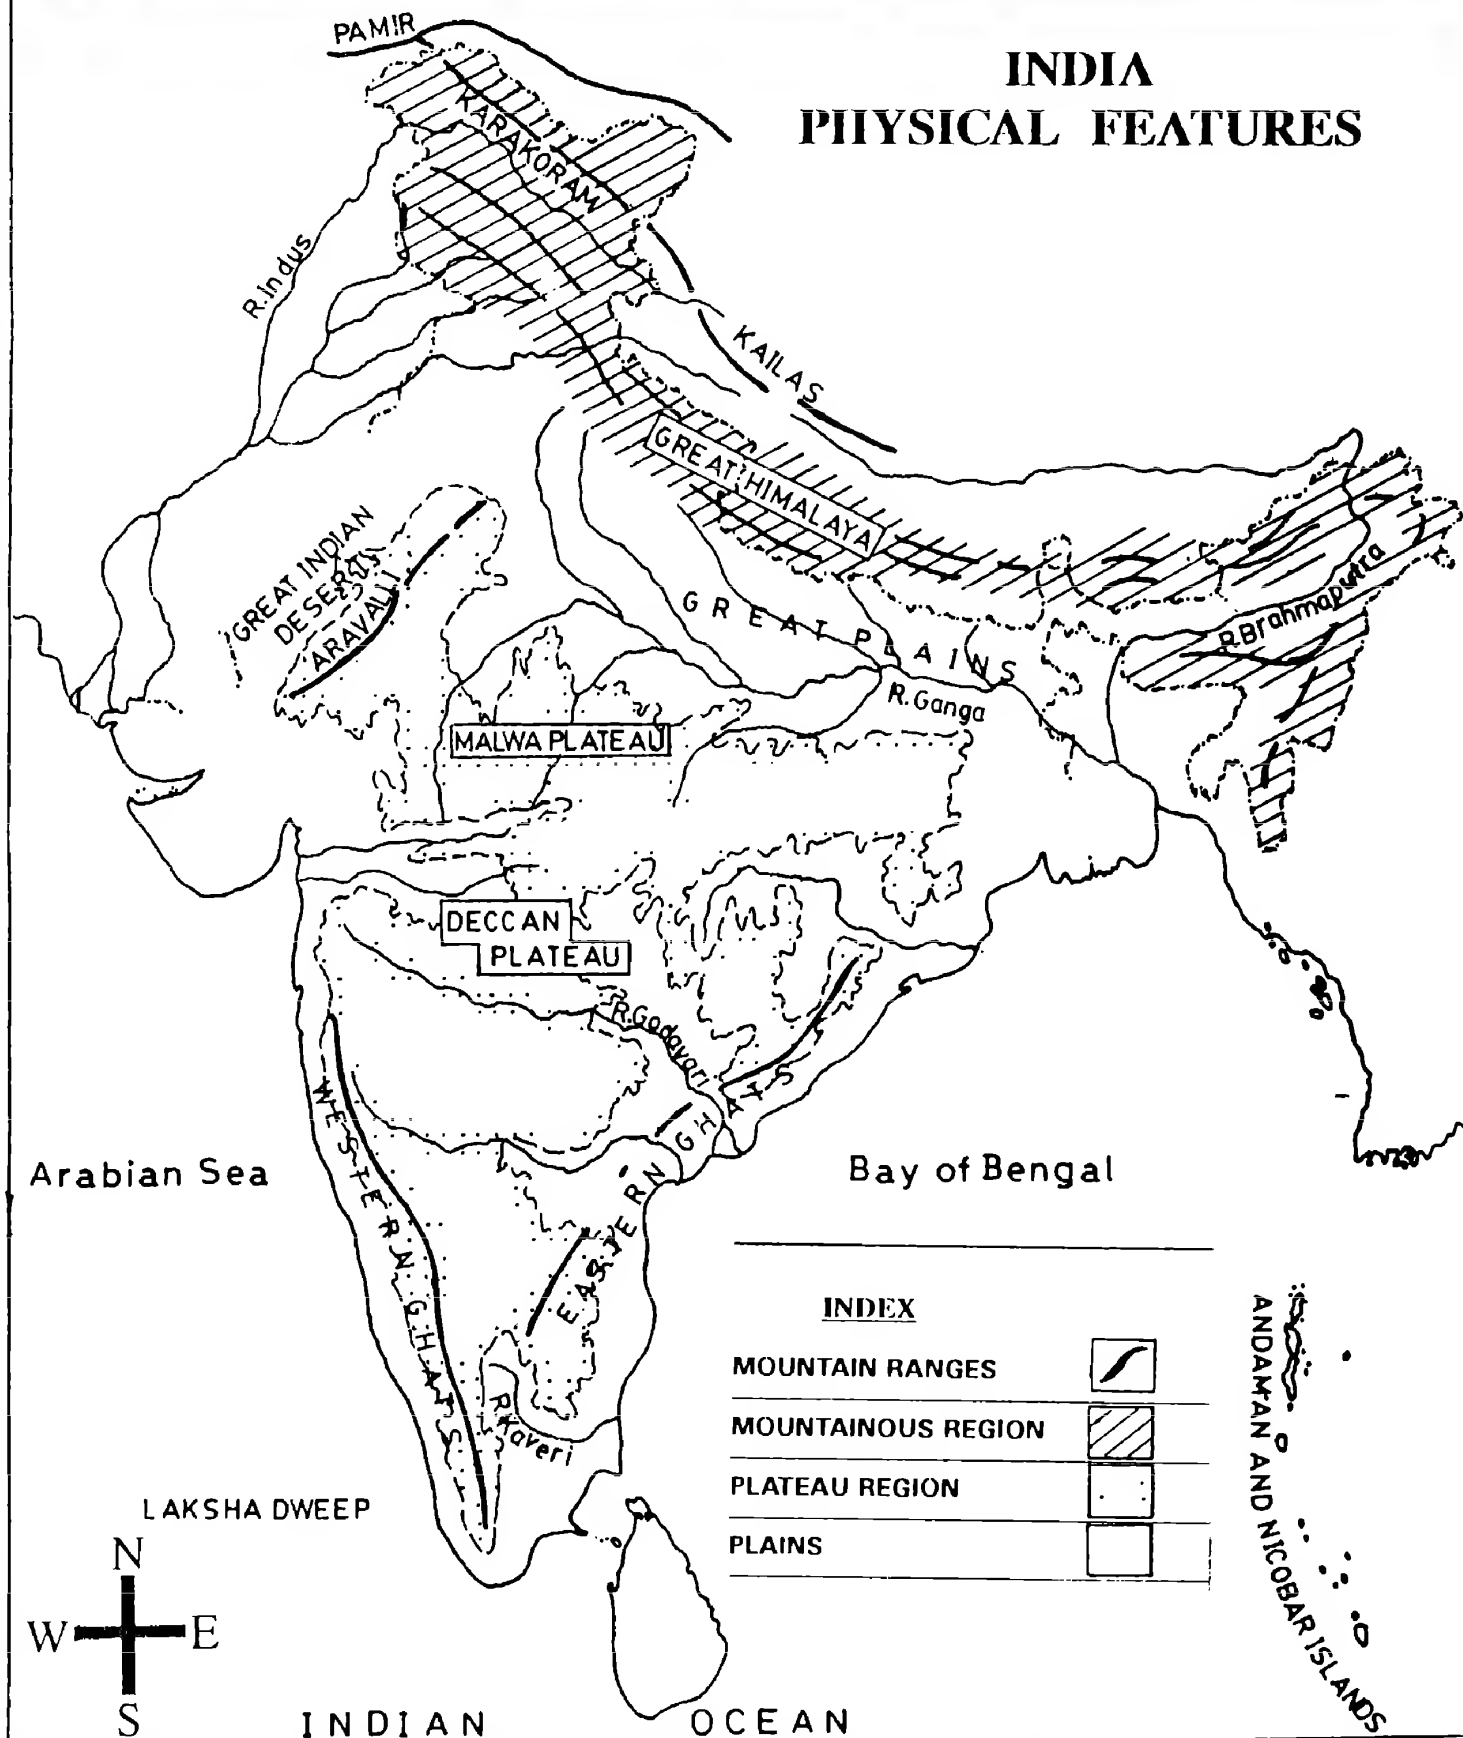 PAMIR
INDIA
PHYSICAL FEATURES
KARAKORAM
R.Indus
KAILAS
GREAT HIMALAYA
GREAT INDIAN
DESERT
ARAVALI
GREAT PLAINS
R.Brahmaputra
R.Ganga
MALWA PLATEAU
DECCAN
PLATEAU
R.Godavari
WESTERN GHATS
EASTERN GHATS
Arabian Sea
Bay of Bengal
INDEX
MOUNTAIN RANGES
MOUNTAINOUS REGION
PLATEAU REGION
PLAINS
R.Kaveri
ANDAMAN AND NICOBAR ISLANDS
LAKSHA DWEEP
N
W E
S
INDIAN OCEAN